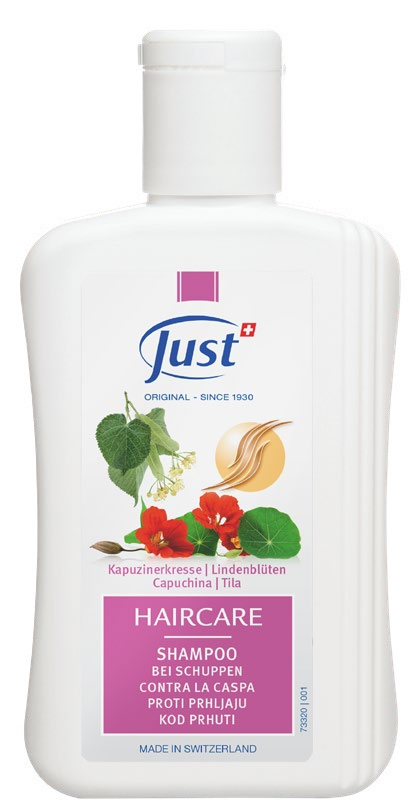 Just
ORIGINAL - SINCE 1930
Kapuzinerkresse | Lindenblüten
Capuchina | Tila
HAIRCARE
SHAMPOO
BEI SCHUPPEN
CONTRA LA CASPA
PROTI PRHLJAJU
KOD PRHUTI
73320 | 001
MADE IN SWITZERLAND